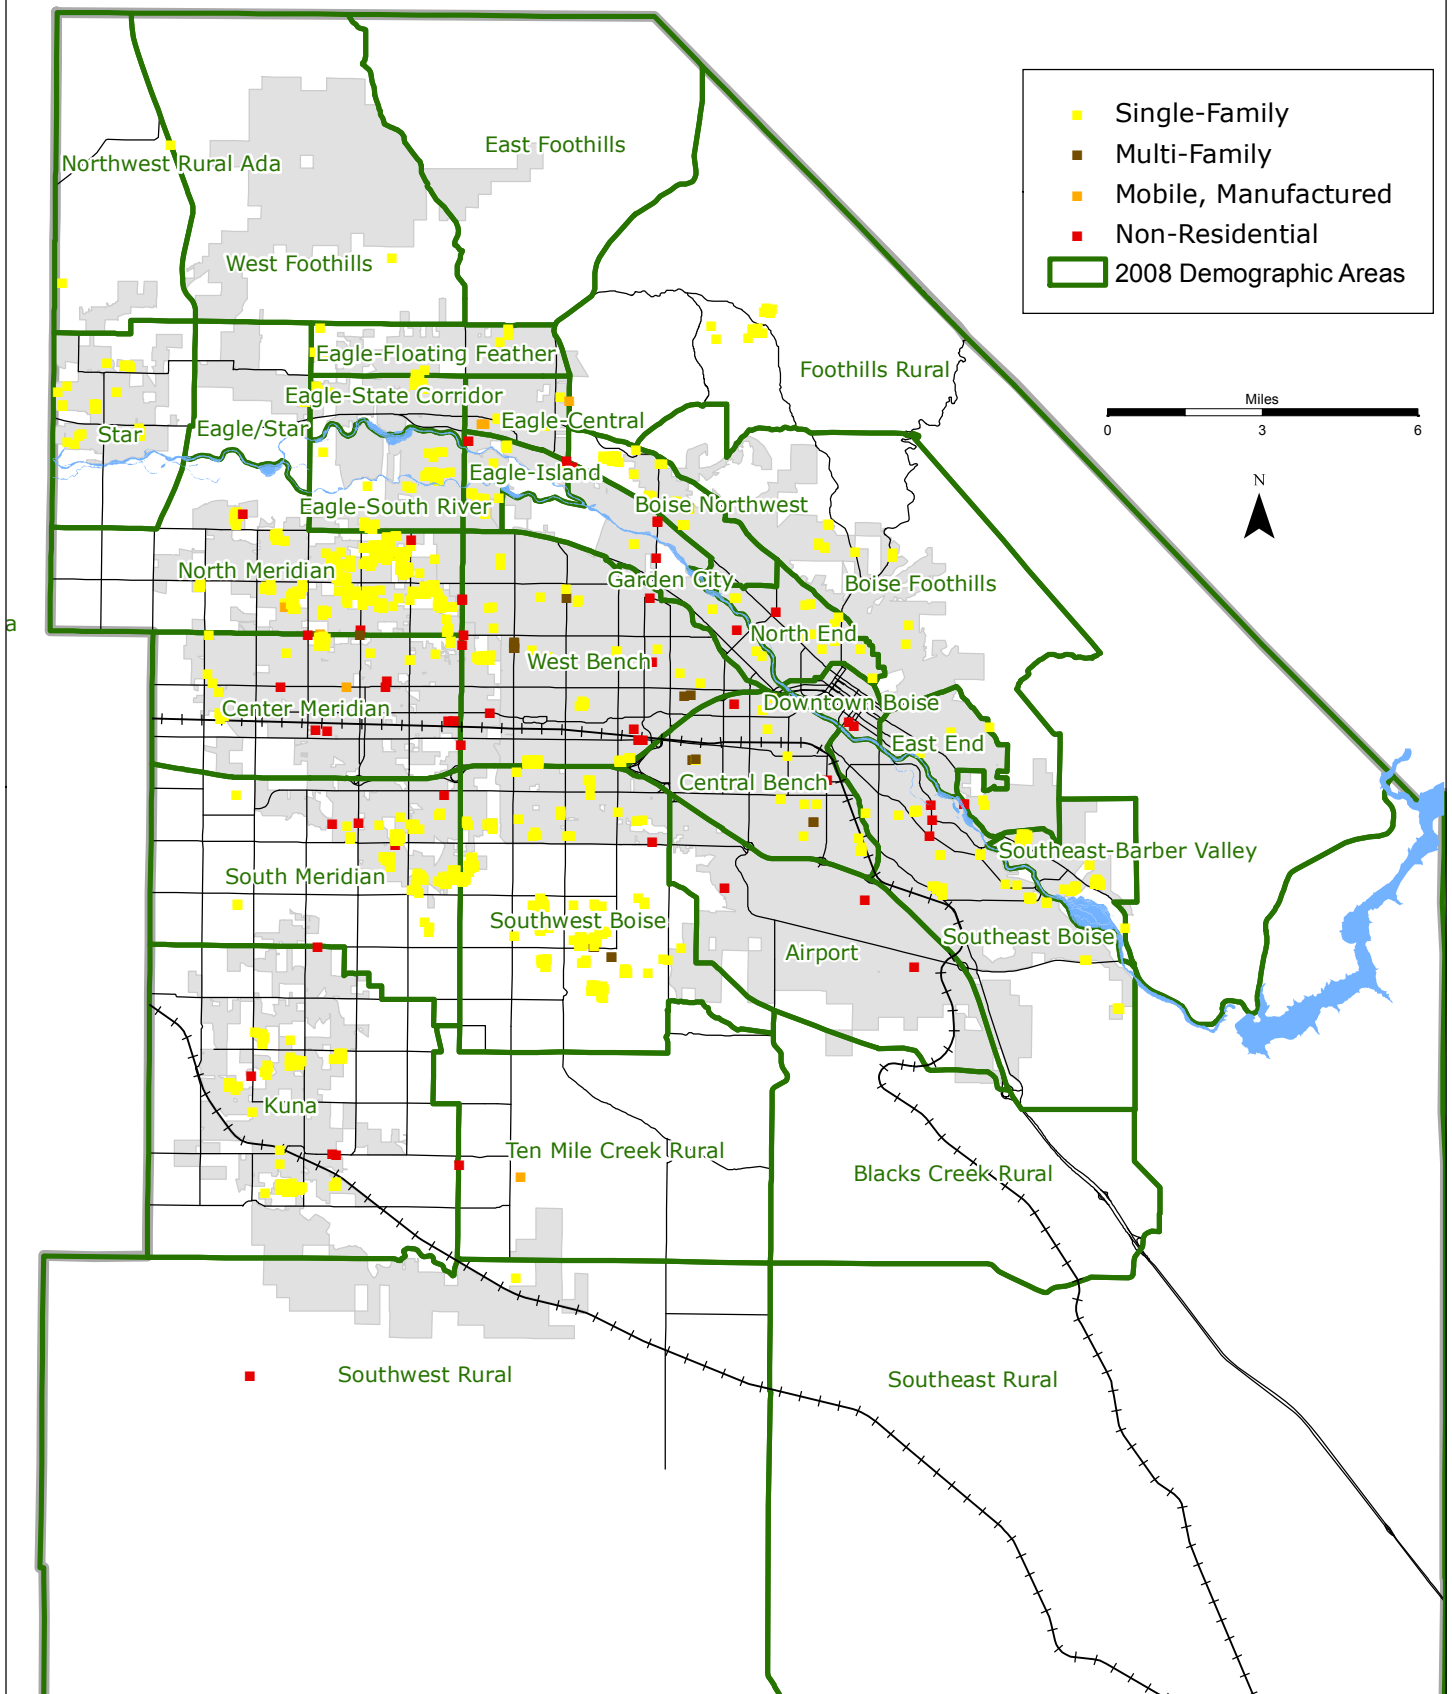 Single-Family
Multi-Family
Mobile, Manufactured
Non-Residential
2008 Demographic Areas
East Foothills
Northwest Rural Ada
West Foothills
Eagle-Floating Feather
Foothills Rural
Eagle-State Corridor
Miles
0 3 6
Eagle-Central
Star
Eagle/Star
Eagle-Island
N
Eagle-South River
Boise Northwest
North Meridian
Garden City
Boise Foothills
a
North End
West Bench
Center Meridian
Downtown Boise
East End
Central Bench
Southeast-Barber Valley
South Meridian
Southwest Boise
Southeast Boise
Airport
Kuna
Ten Mile Creek Rural
Blacks Creek Rural
Southwest Rural
Southeast Rural